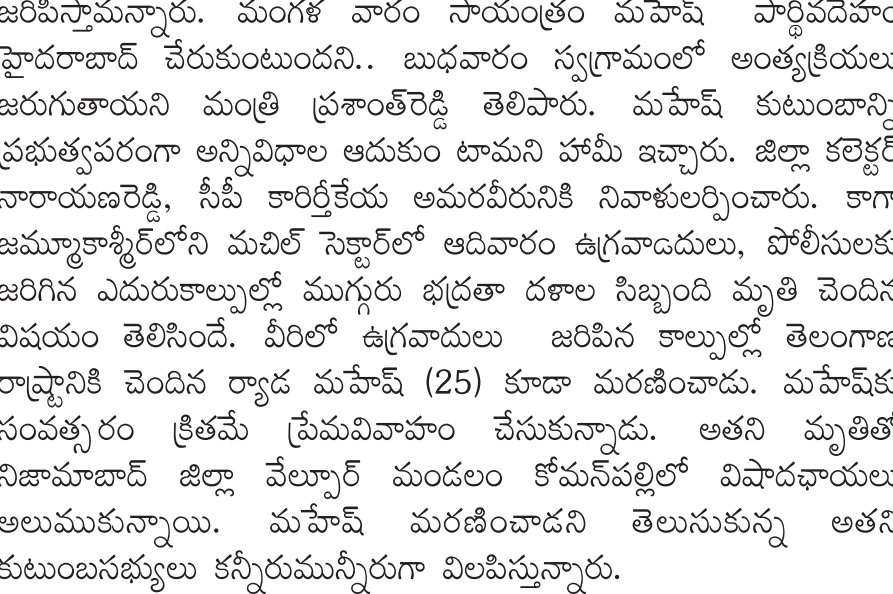 జరిపిస్తామన్నారు. మంగళ వారం సాయంత్రం మహేష్ పార్థివదేహం
హైదరాబాద్ చేరుకుంటుందని.. బుధవారం స్వగ్రామంలో అంత్యక్రియలు
జరుగుతాయని మంత్రి ప్రశాంత్‌రెడ్డి తెలిపారు. మహేష్ కుటుంబాన్ని
ప్రభుత్వపరంగా అన్నివిధాల ఆదుకుం టామని హామీ ఇచ్చారు. జిల్లా కలెక్టర్
నారాయణరెడ్డి, సీపీ కారిర్తీకేయ అమరవీరునికి నివాళులర్పించారు. కాగా
జమ్మూకాశ్మీర్‌లోని మచిల్ సెక్టార్‌లో ఆదివారం ఉగ్రవాడదులు, పోలీసులకు
జరిగిన ఎదురుకాల్పుల్లో ముగ్గురు భద్రతా దళాల సిబ్బంది మృతి చెందిన
విషయం తెలిసిందే. వీరిలో ఉగ్రవాదులు జరిపిన కాల్పుల్లో తెలంగాణ
రాష్ట్రానికి చెందిన ర్యాడ మహేష్ (25) కూడా మరణించాడు. మహేష్‌కు
సంవత్సరం క్రితమే ప్రేమవివాహం చేసుకున్నాడు. అతని మృతితో
నిజామాబాద్ జిల్లా వేల్పూర్ మండలం కోమన్‌పల్లిలో విషాదఛాయలు
అలుముకున్నాయి. మహేష్ మరణించాడని తెలుసుకున్న అతని
కుటుంబసభ్యులు కన్నీరుమున్నీరుగా విలపిస్తున్నారు.